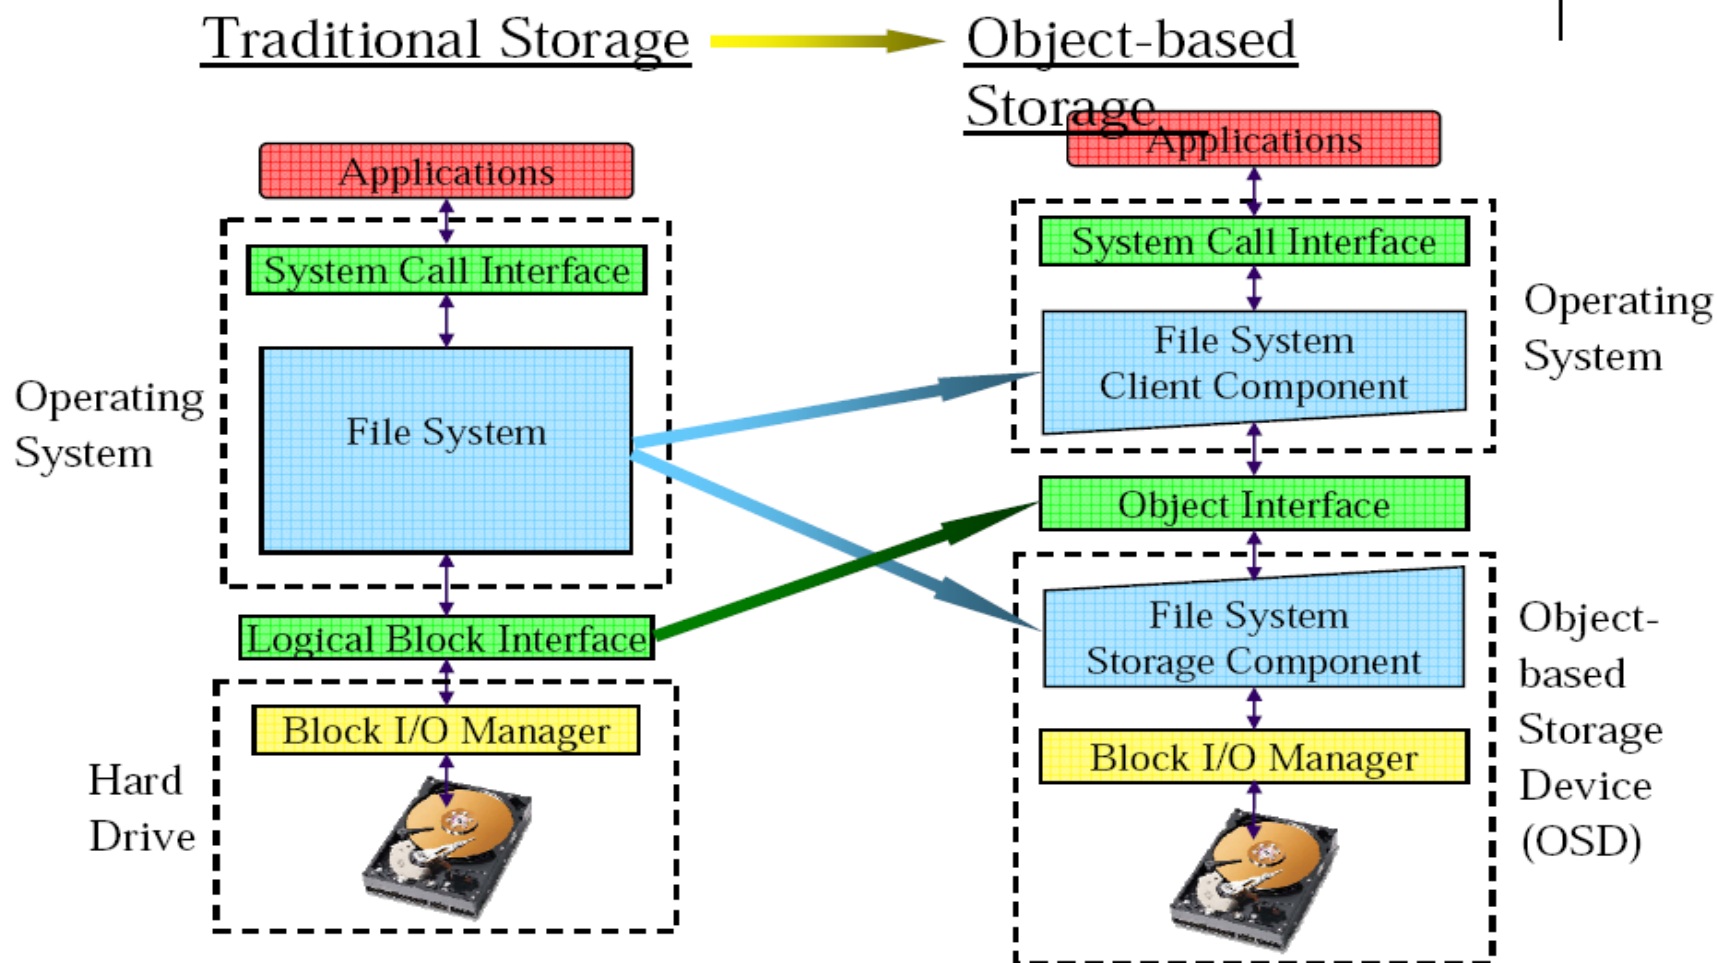 Traditional Storage
Object-based
Storage
Applications
System Call Interface
File System
Operating
System
Logical Block Interface
Block I/O Manager
Hard
Drive
Applications
System Call Interface
File System
Client Component
Operating
System
Object Interface
File System
Storage Component
Block I/O Manager
Object-
based
Storage
Device
(OSD)